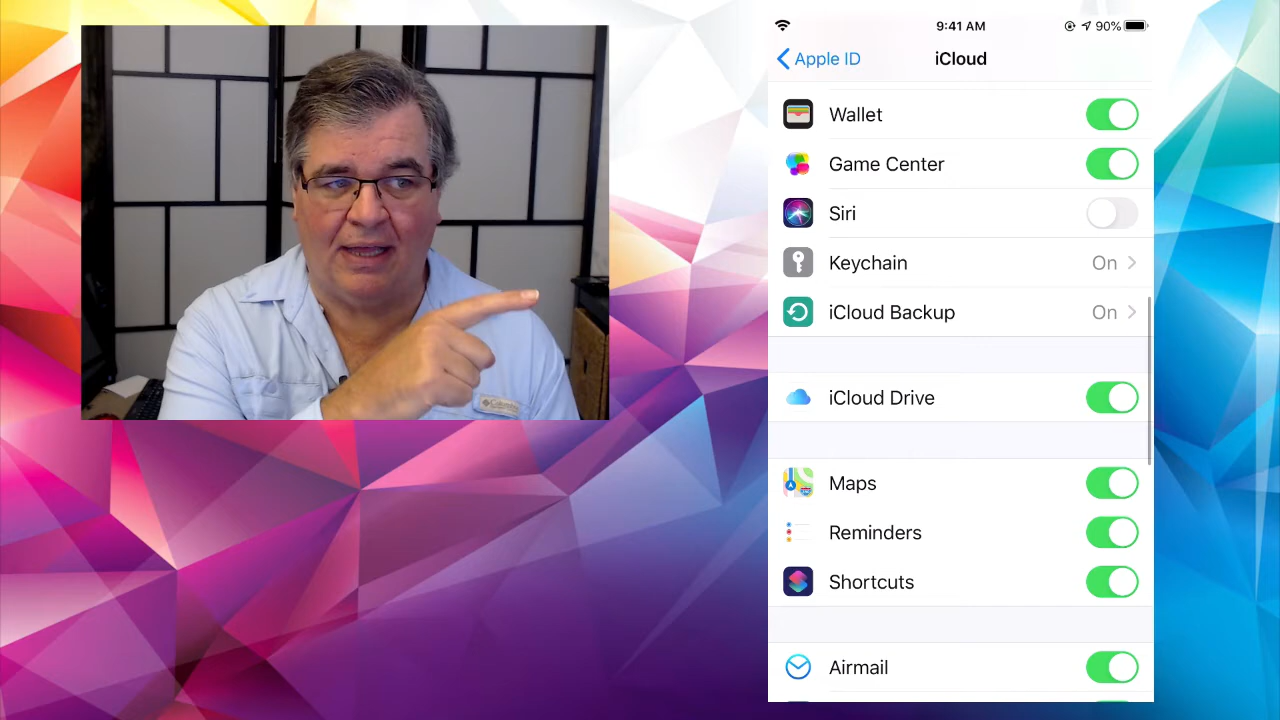 9:41 AM
90%
Apple ID
iCloud
Wallet
Game Center
Siri
Keychain
On
iCloud Backup
On
iCloud Drive
Maps
Reminders
Shortcuts
Airmail
Columbia